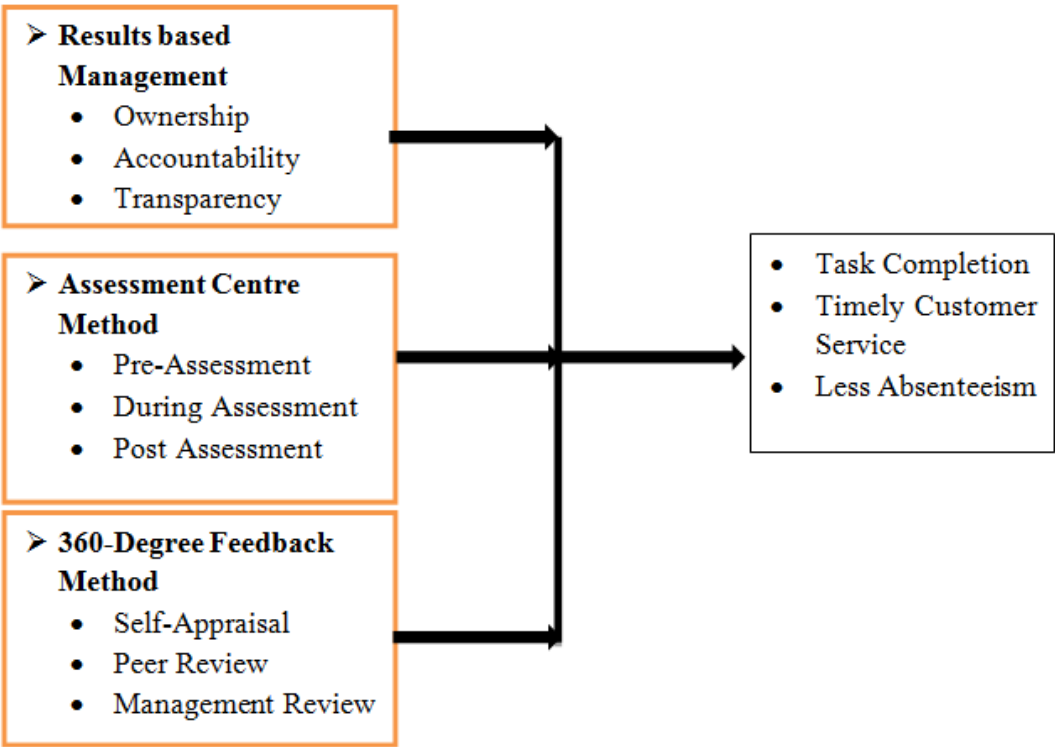 ➢ Results based
Management
• Ownership
• Accountability
• Transparency
➢ Assessment Centre
Method
• Pre-Assessment
• During Assessment
• Post Assessment
➢ 360-Degree Feedback
Method
• Self-Appraisal
• Peer Review
• Management Review
• Task Completion
• Timely Customer
Service
• Less Absenteeism